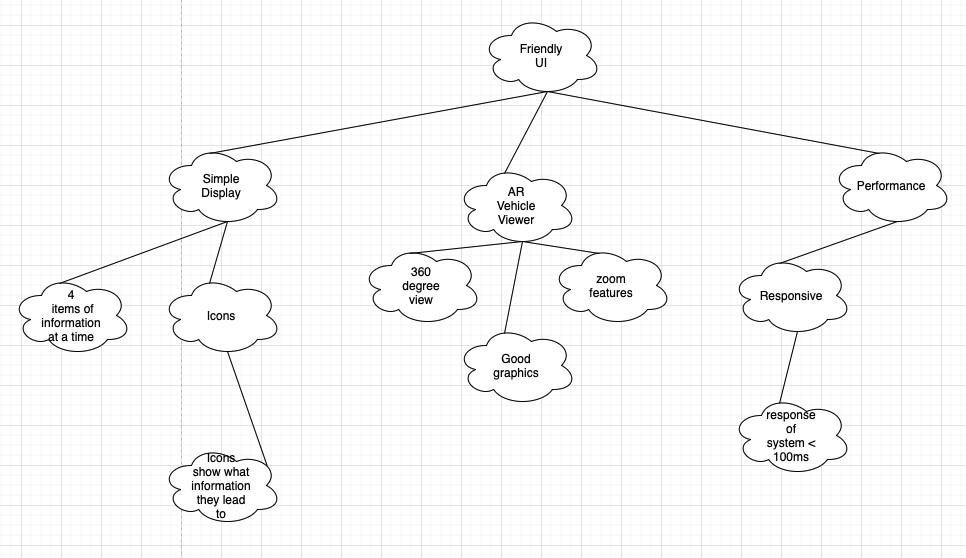 Friendly
UI
Simple
Display
AR
Vehicle
Viewer
Performance
4
items of
information
at a time
Icons
360
degree
view
zoom
features
Responsive
Good
graphics
response
of
system <
100ms
Icons
show what
information
they lead
to